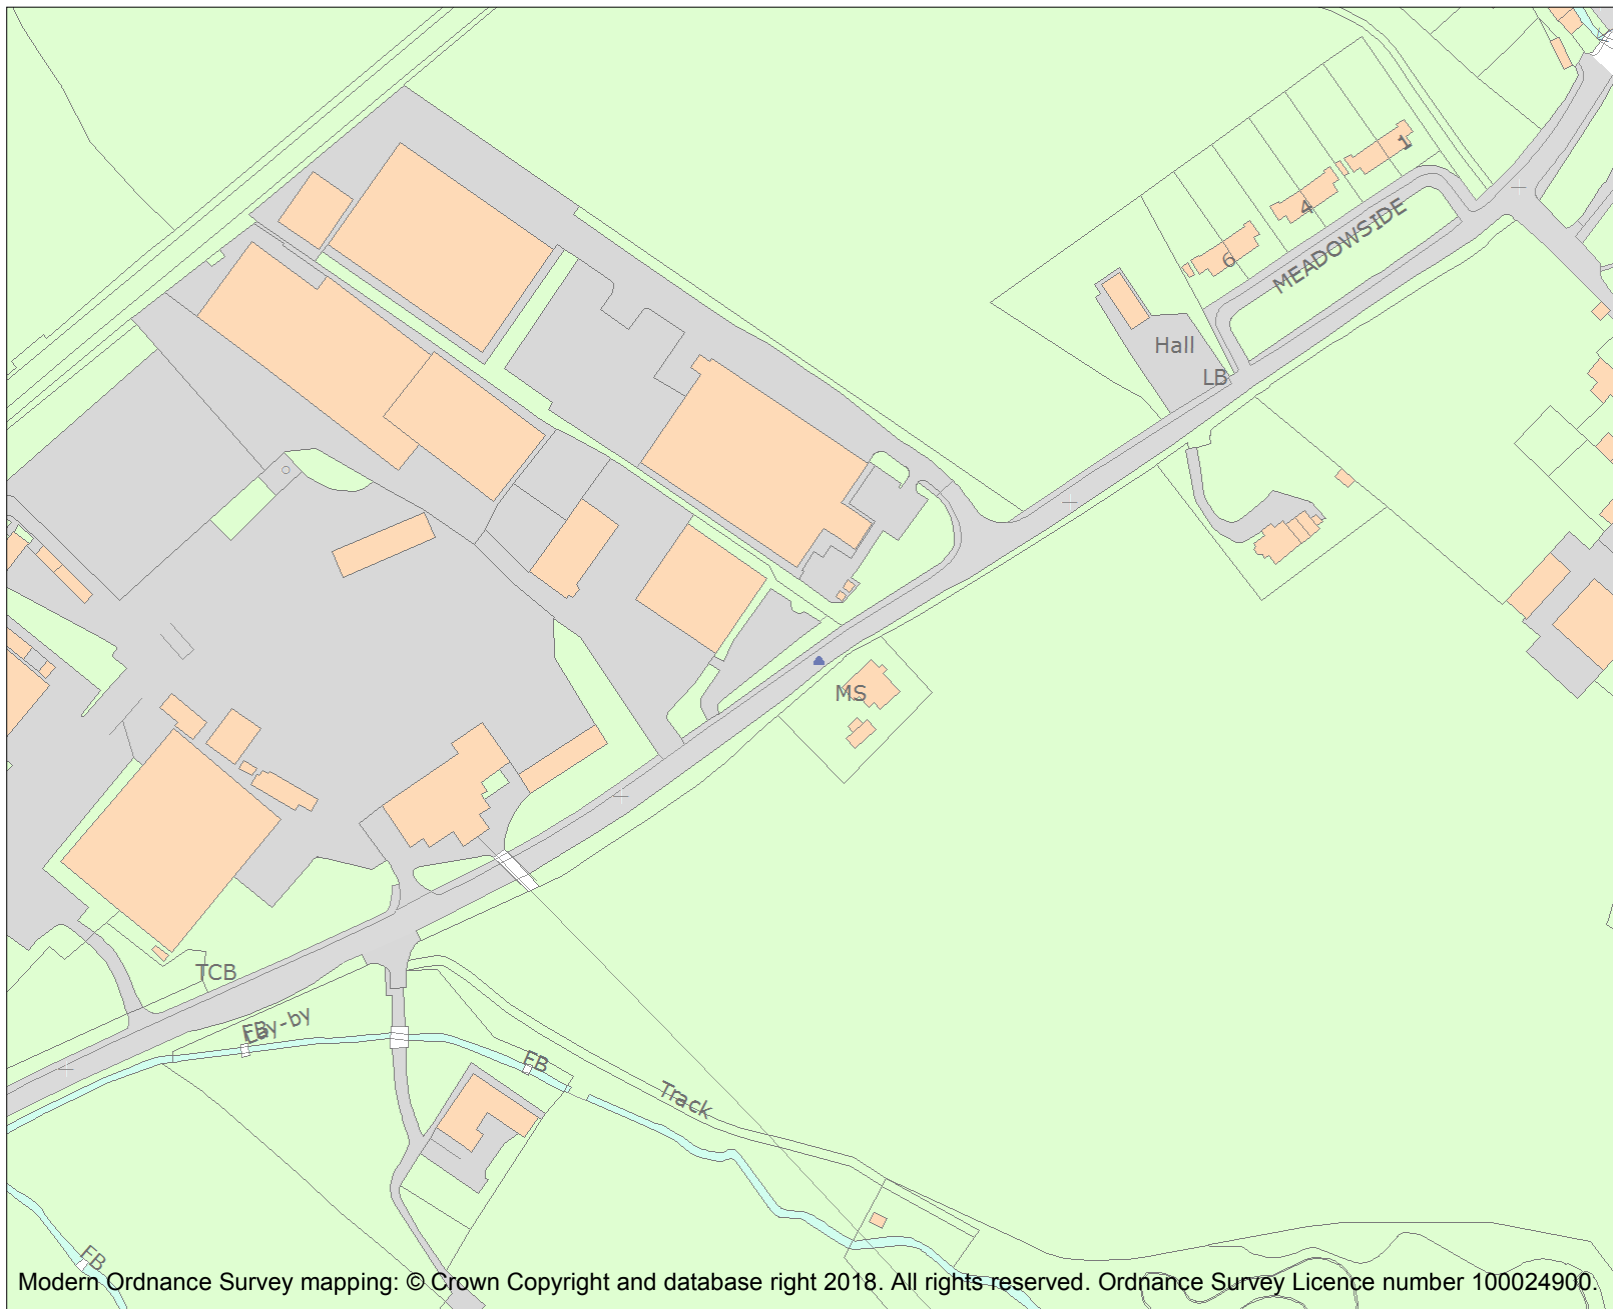 1
4
MEADOWSIDE
6
Hall
LB
MS
TCB
Lay-by
FB
FB
Track
FB
Modern Ordnance Survey mapping: © Crown Copyright and database right 2018. All rights reserved. Ordnance Survey Licence number 100024900.